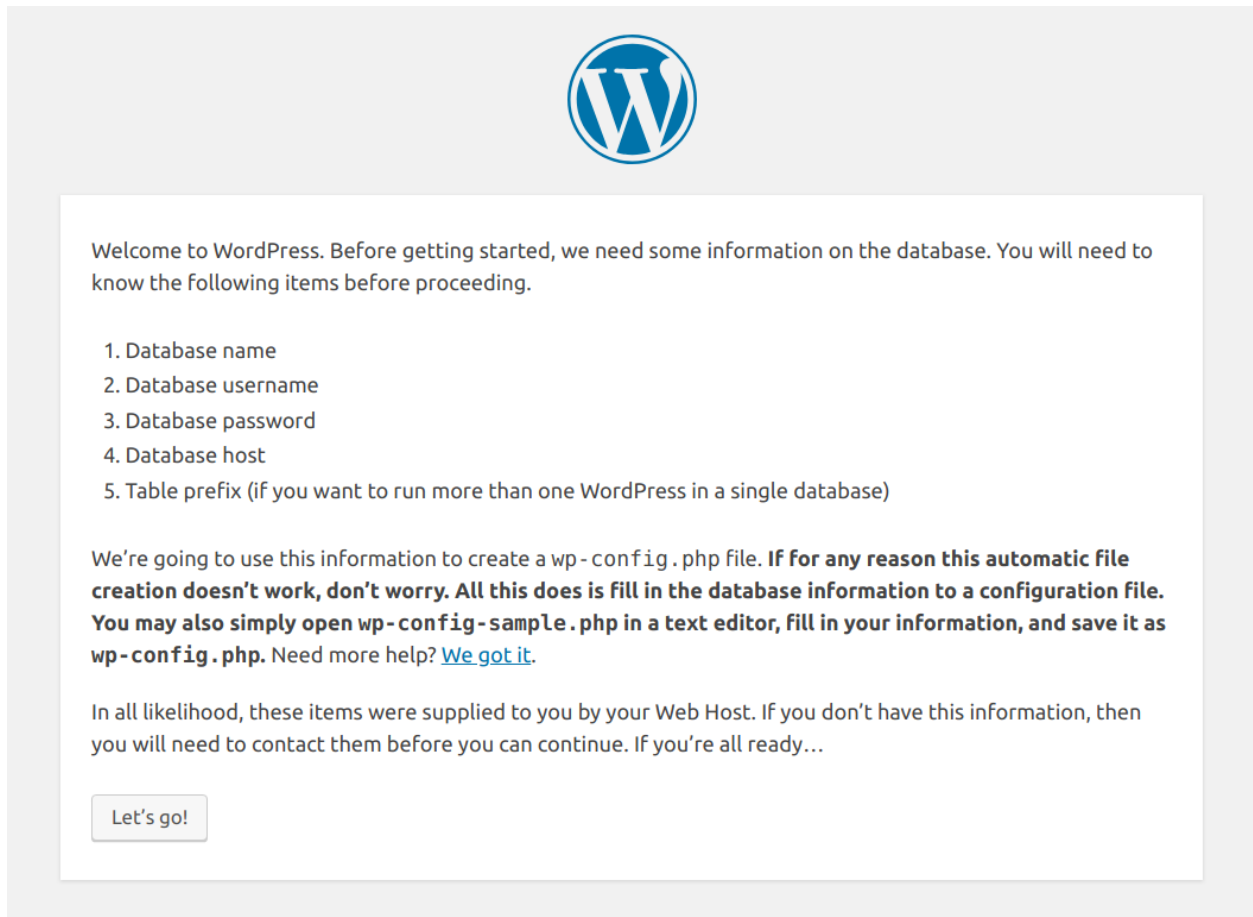 Welcome to WordPress. Before getting started, we need some information on the database. You will need to
know the following items before proceeding.
1. Database name
2. Database username
3. Database password
4. Database host
5. Table prefix (if you want to run more than one WordPress in a single database)
We’re going to use this information to create a wp-config.php file. If for any reason this automatic file
creation doesn’t work, don’t worry. All this does is fill in the database information to a configuration file.
You may also simply open wp-config-sample.php in a text editor, fill in your information, and save it as
wp-config.php. Need more help? We got it.
In all likelihood, these items were supplied to you by your Web Host. If you don’t have this information, then
you will need to contact them before you can continue. If you’re all ready…
Let’s go!